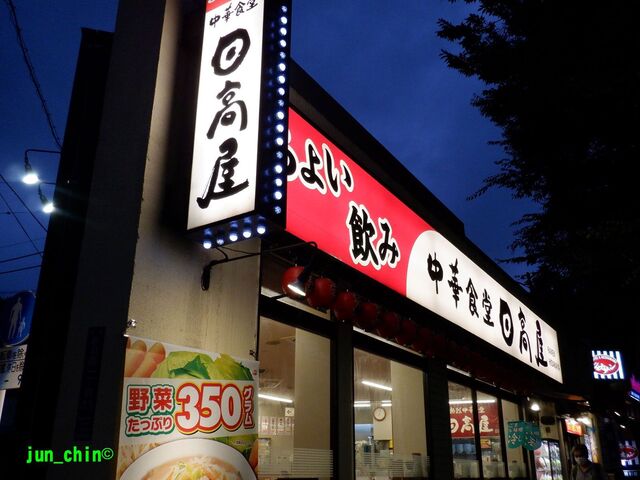 中華食堂
日高屋
ちょい
飲み
中華食堂 日高屋
野菜
たっぷり
350グラム
日高屋
jun_chin©